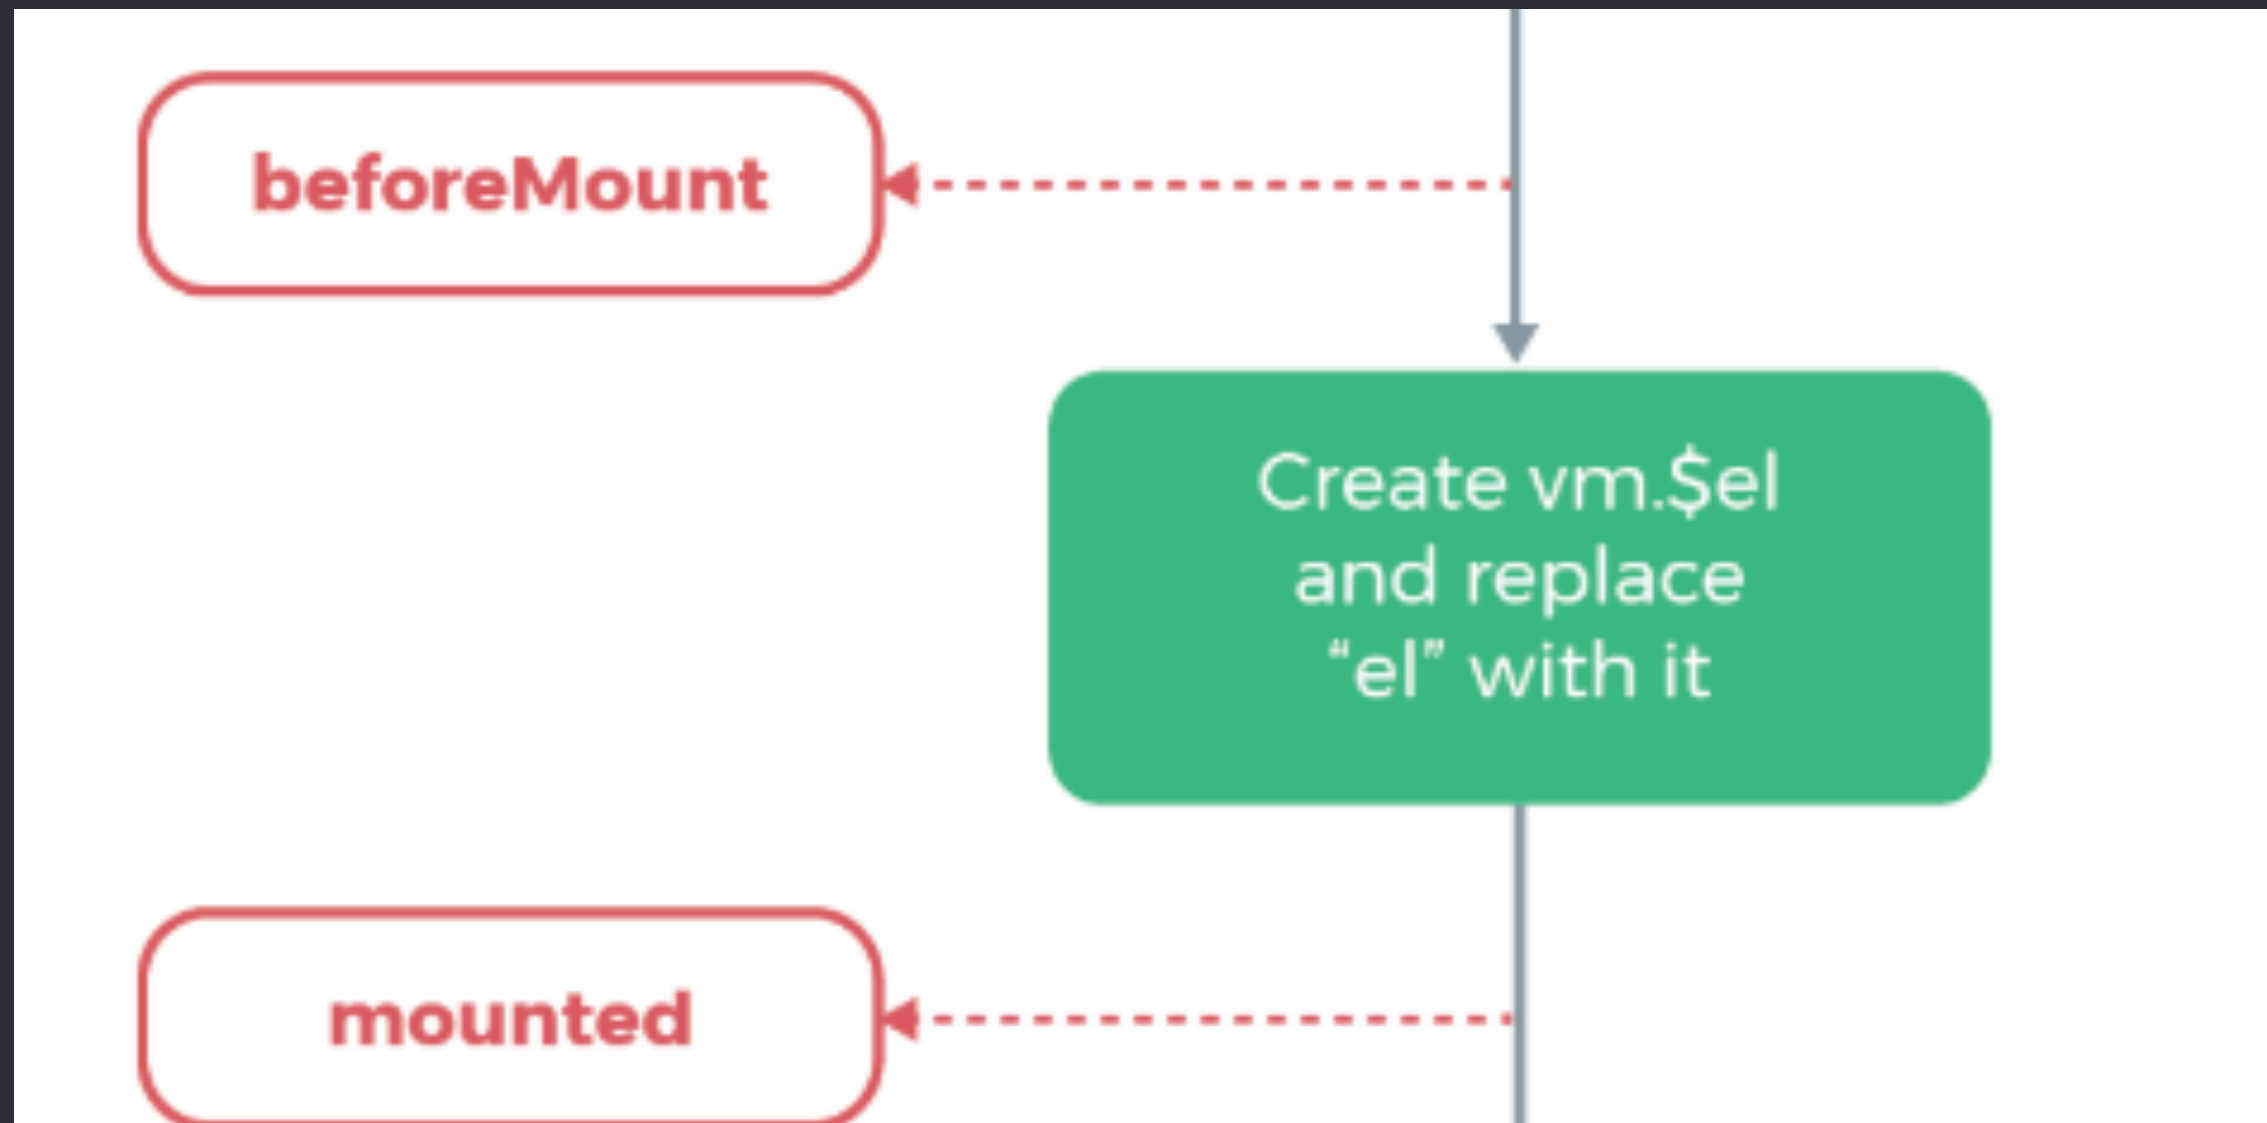 beforeMount
Create vm.$el
and replace
“el” with it
mounted